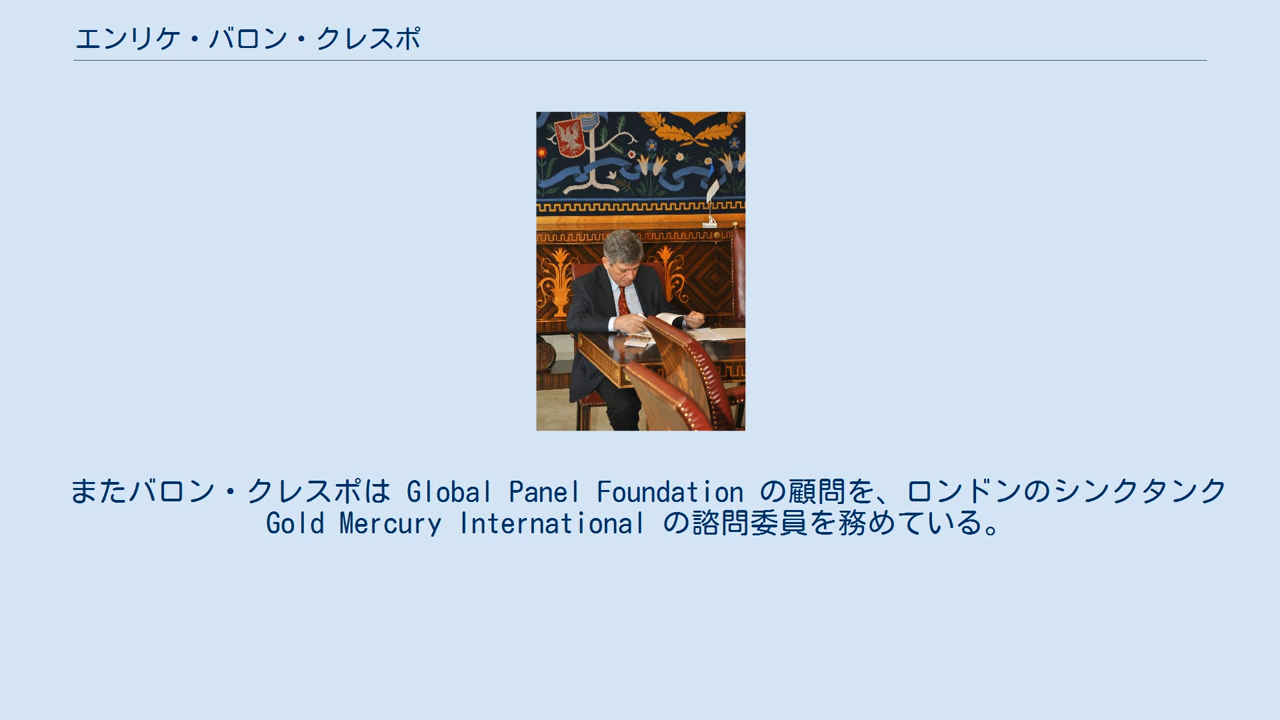 エンリケ・バロン・クレスポ
またバロン・クレスポは Global Panel Foundation の顧問を、ロンドンのシンクタンク
Gold Mercury International の諮問委員を務めている。